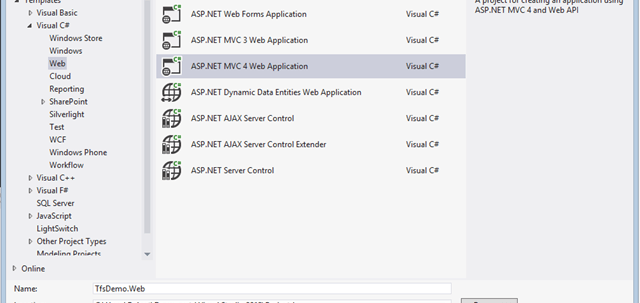 Templates
Visual Basic
Visual C#
Windows Store
Windows
Web
Cloud
Reporting
SharePoint
Silverlight
Test
WCF
Windows Phone
Workflow
Visual C++
Visual F#
SQL Server
JavaScript
LightSwitch
Other Project Types
Modeling Projects
Online
ASP.NET Web Forms Application Visual C#
ASP.NET MVC 3 Web Application Visual C#
ASP.NET MVC 4 Web Application Visual C#
ASP.NET Dynamic Data Entities Web Application Visual C#
ASP.NET AJAX Server Control Visual C#
ASP.NET AJAX Server Control Extender Visual C#
ASP.NET Server Control Visual C#
A project for creating an application using
ASP.NET MVC 4 and Web API
Name: TfsDemo.Web